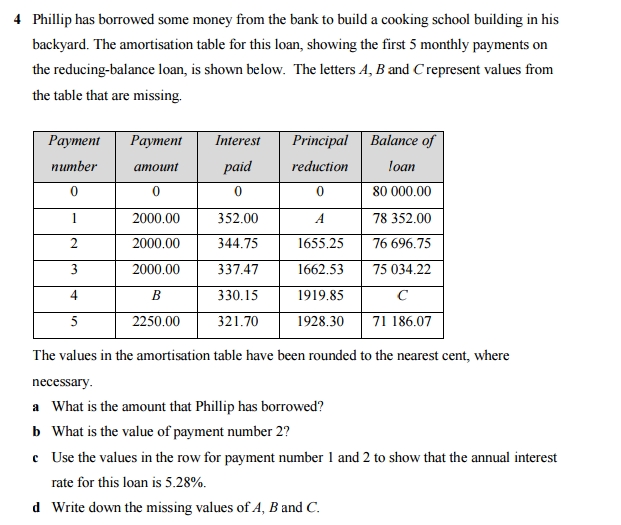 4 Phillip has borrowed some money from the bank to build a cooking school building in his
backyard. The amortisation table for this loan, showing the first 5 monthly payments on
the reducing-balance loan, is shown below. The letters A, B and C represent values from
the table that are missing.
Payment number Payment amount Interest paid Principal reduction Balance of loan
0 0 0 0 80 000.00
1 2000.00 352.00 A 78 352.00
2 2000.00 344.75 1655.25 76 696.75
3 2000.00 337.47 1662.53 75 034.22
4 B 330.15 1919.85 C
5 2250.00 321.70 1928.30 71 186.07
The values in the amortisation table have been rounded to the nearest cent, where
necessary.
a What is the amount that Phillip has borrowed?
b What is the value of payment number 2?
c Use the values in the row for payment number 1 and 2 to show that the annual interest
rate for this loan is 5.28%.
d Write down the missing values of A, B and C.